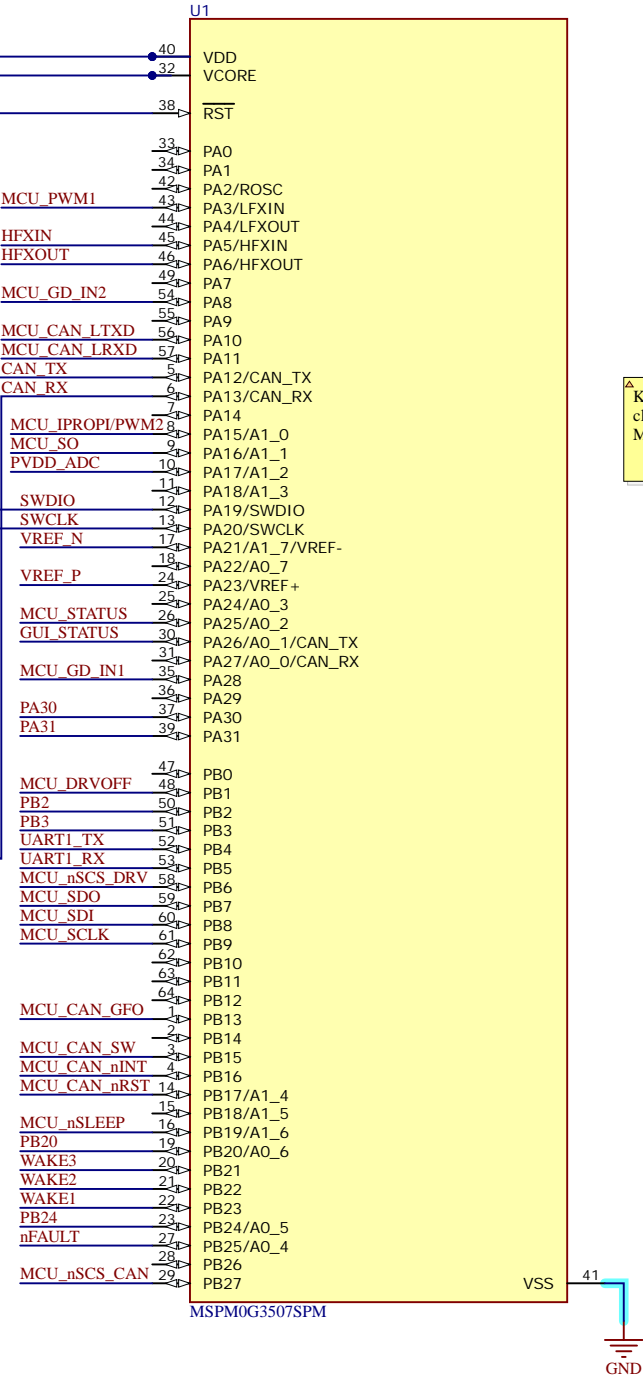 U1
40 VDD
32 VCORE
38 RST
33 PA0
34 PA1
42 PA2/ROSC
MCU_PWM1 43 PA3/LFXIN
44 PA4/LFXOUT
HFXIN 45 PA5/HFXIN
HFXOUT 46 PA6/HFXOUT
49 PA7
MCU_GD_IN2 54 PA8
55 PA9
MCU_CAN_LTXD 56 PA10
MCU_CAN_LRXD 57 PA11
CAN_TX 5 PA12/CAN_TX
CAN_RX 6 PA13/CAN_RX
7 PA14
MCU_IPROPI/PWM2 8 PA15/A1_0
MCU_SO 9 PA16/A1_1
PVDD_ADC 10 PA17/A1_2
11 PA18/A1_3
SWDIO 12 PA19/SWDIO
SWCLK 13 PA20/SWCLK
VREF_N 17 PA21/A1_7/VREF-
18 PA22/A0_7
VREF_P 24 PA23/VREF+
25 PA24/A0_3
MCU_STATUS 26 PA25/A0_2
GUI_STATUS 30 PA26/A0_1/CAN_TX
31 PA27/A0_0/CAN_RX
MCU_GD_IN1 35 PA28
36 PA29
PA30 37 PA30
PA31 39 PA31
47 PB0
MCU_DRVOFF 48 PB1
PB2 50 PB2
PB3 51 PB3
UART1_TX 52 PB4
UART1_RX 53 PB5
MCU_nSCS_DRV 58 PB6
MCU_SDO 59 PB7
MCU_SDI 60 PB8
MCU_SCLK 61 PB9
62 PB10
63 PB11
64 PB12
MCU_CAN_GFO 1 PB13
2 PB14
MCU_CAN_SW 3 PB15
MCU_CAN_nINT 4 PB16
MCU_CAN_nRST 14 PB17/A1_4
15 PB18/A1_5
MCU_nSLEEP 16 PB19/A1_6
PB20 19 PB20/A0_6
WAKE3 20 PB21
WAKE2 21 PB22
WAKE1 22 PB23
PB24 23 PB24/A0_5
nFAULT 27 PB25/A0_4
28 PB26
MCU_nSCS_CAN 29 PB27
VSS 41
MSPM0G3507SPM
GND